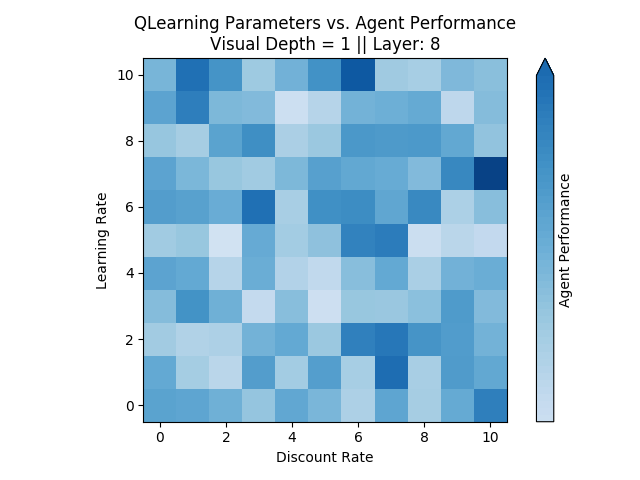 QLearning Parameters vs. Agent Performance
Visual Depth = 1 || Layer: 8
10
8
6
4
2
0
Learning Rate
0 2 4 6 8 10
Discount Rate
Agent Performance